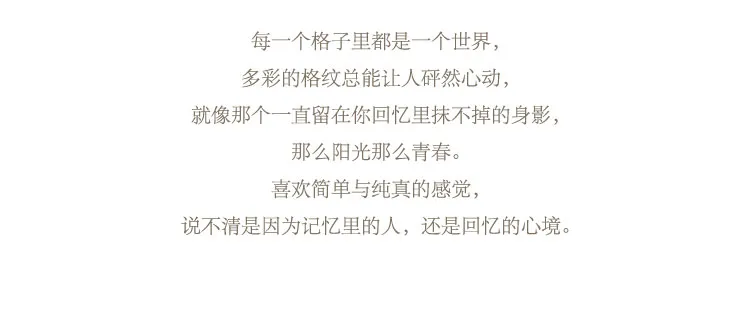 每一个格子里都是一个世界，
多彩的格纹总能让人砰然心动，
就像那个一直留在你回忆里抹不掉的身影，
那么阳光那么青春。
喜欢简单与纯真的感觉，
说不清是因为记忆里的人，还是回忆的心境。